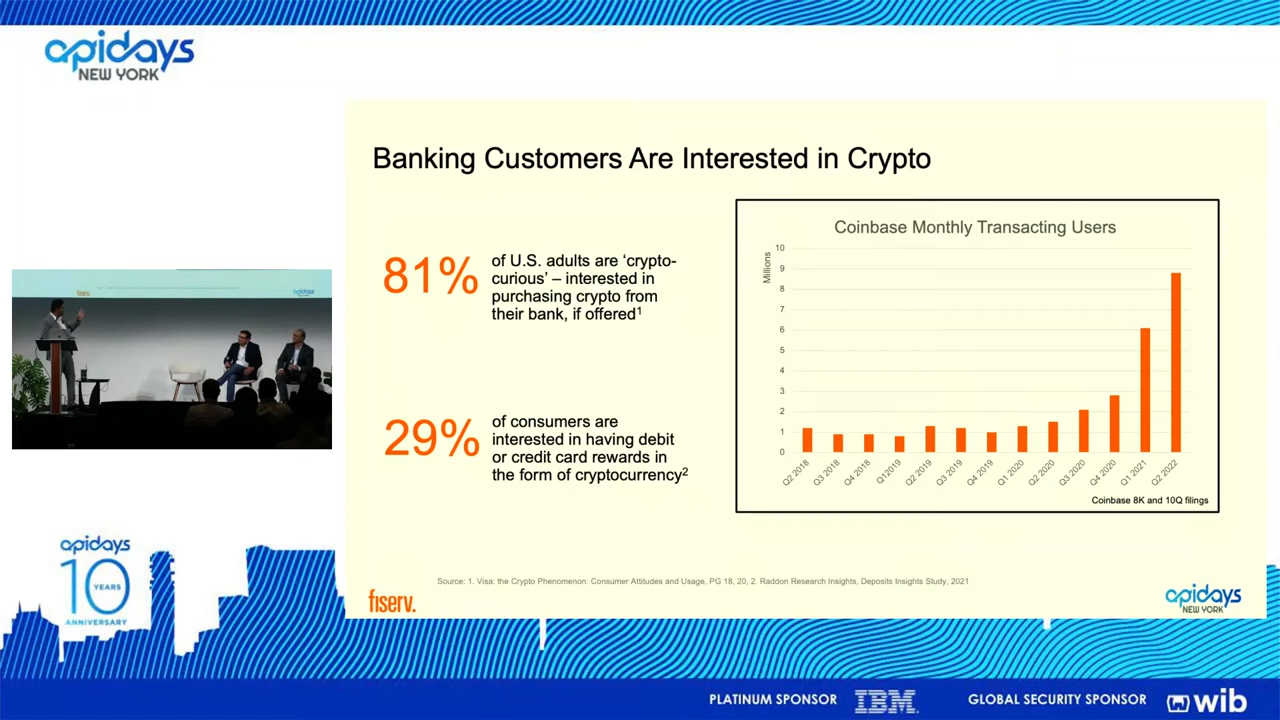 apidays
NEW YORK
Banking Customers Are Interested in Crypto
81%
of U.S. adults are ‘crypto-
curious’ – interested in
purchasing crypto from
their bank, if offered1
29%
of consumers are
interested in having debit
or credit card rewards in
the form of cryptocurrency2
Coinbase Monthly Transacting Users
Millions
10
9
8
7
6
5
4
3
2
1
0
Q2 2018
Q3 2018
Q4 2018
Q12019
Q2 2019
Q3 2019
Q4 2019
Q1 2020
Q2 2020
Q3 2020
Q4 2020
Q1 2021
Q2 2022
Coinbase 8K and 10Q filings
Source: 1. Visa: the Crypto Phenomenon: Consumer Attitudes and Usage, PG 18, 20, 2. Raddon Research Insights, Deposits Insights Study, 2021
fiserv.
apidays
NEW YORK
fiserv.
apidays
apidays
10
YEARS
ANNIVERSARY
PLATINUM SPONSOR
IBM
GLOBAL SECURITY SPONSOR
wib